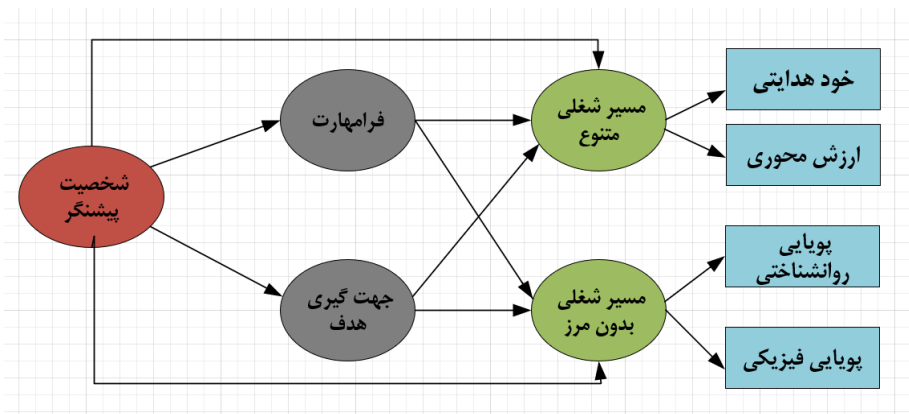 شخصیت
پیشنگر
فرامهارت
جهت گیری
هدف
مسیر شغلی
متنوع
مسیر شغلی
بدون مرز
خود هدایتی
ارزش محوری
پویایی
روانشناختی
پویایی فیزیکی